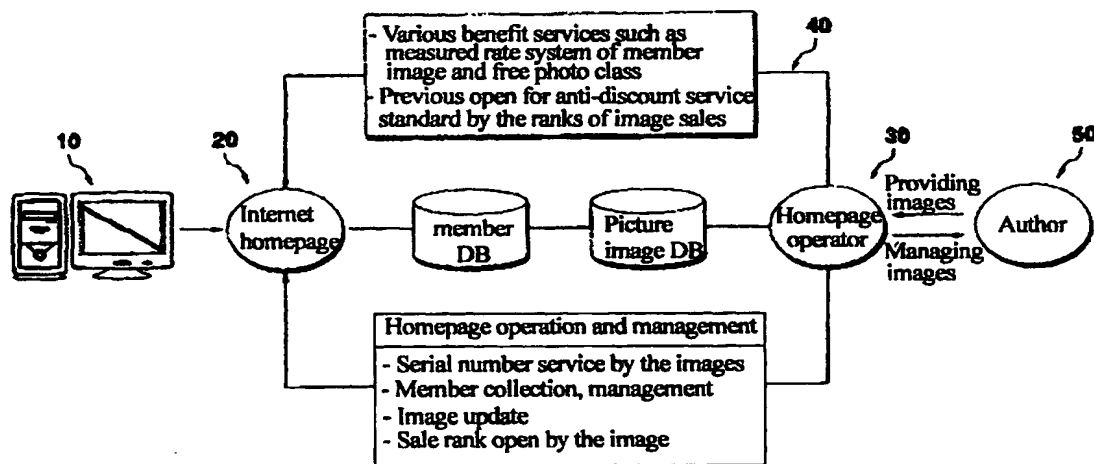 - Various benefit services such as
measured rate system of member
image and free photo class
- Previous open for anti-discount service
standard by the ranks of image sales
40
10
20
30
50
Internet
homepage
member
DB
Picture
image DB
Homepage
operator
Providing
images
Managing
images
Author
Homepage operation and management
- Serial number service by the images
- Member collection, management
- Image update
- Sale rank open by the image